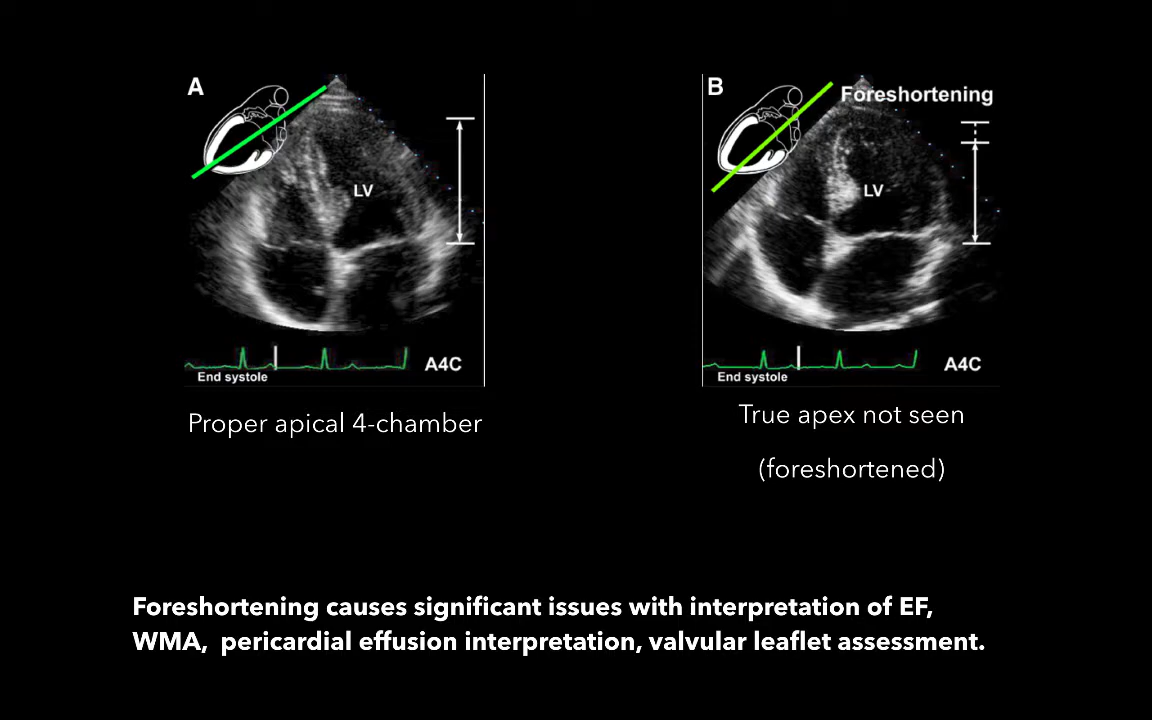 A
LV
End systole
A4C
Proper apical 4-chamber
B
Foreshortening
LV
End systole
A4C
True apex not seen
(foreshortened)
Foreshortening causes significant issues with interpretation of EF,
WMA,  pericardial effusion interpretation, valvular leaflet assessment.